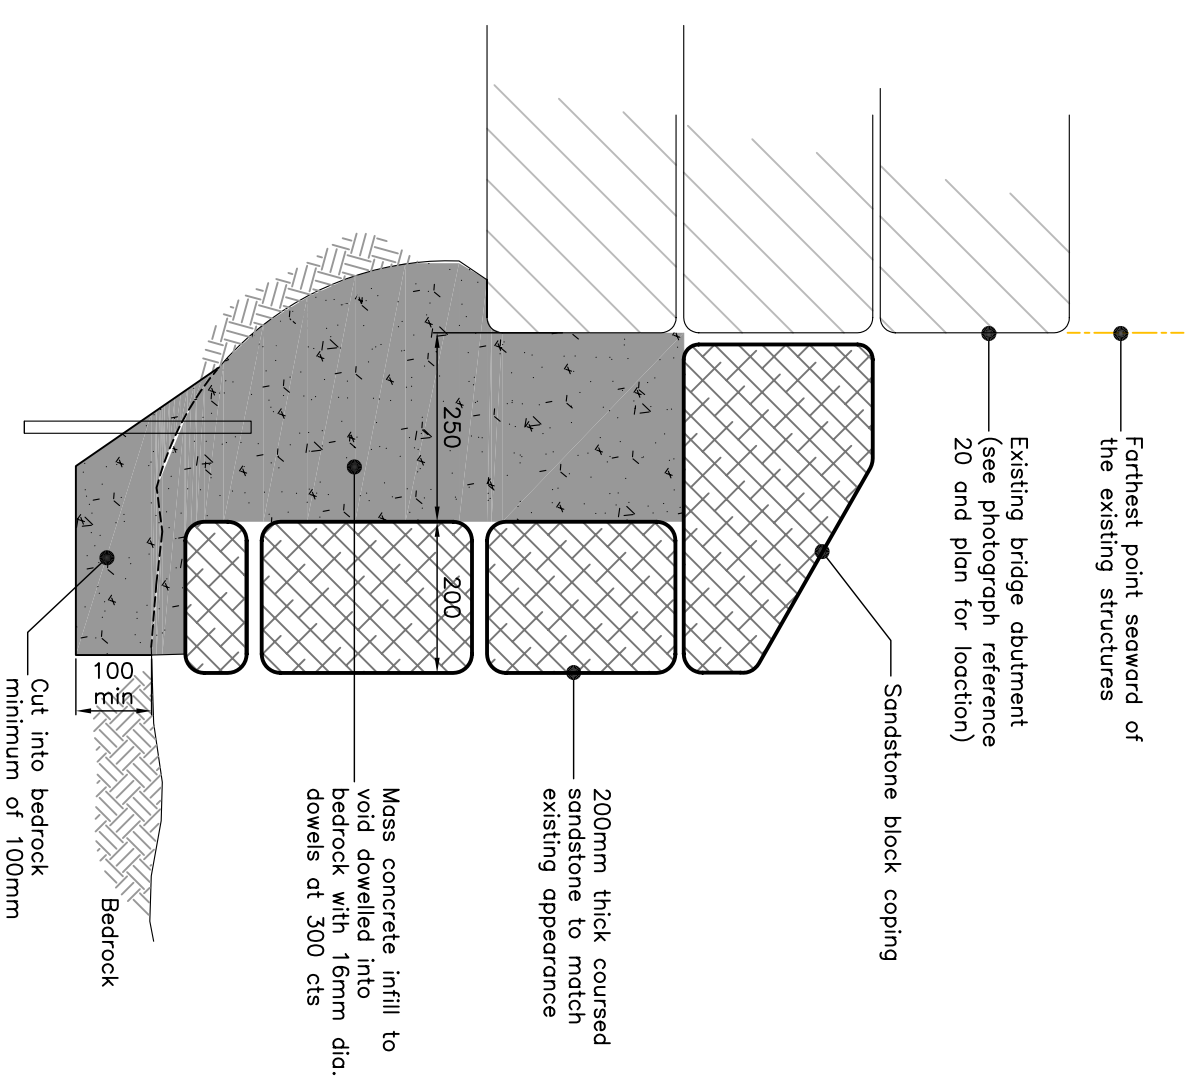 Farthest point seaward of
the existing structures
Existing bridge abutment
(see photograph reference
20 and plan for loaction)
Sandstone block coping
200mm thick coursed
sandstone to match
existing appearance
250
200
Mass concrete infill to
void dowelled into
bedrock with 16mm dia.
dowels at 300 cts
100
min
Bedrock
Cut into bedrock
minimum of 100mm